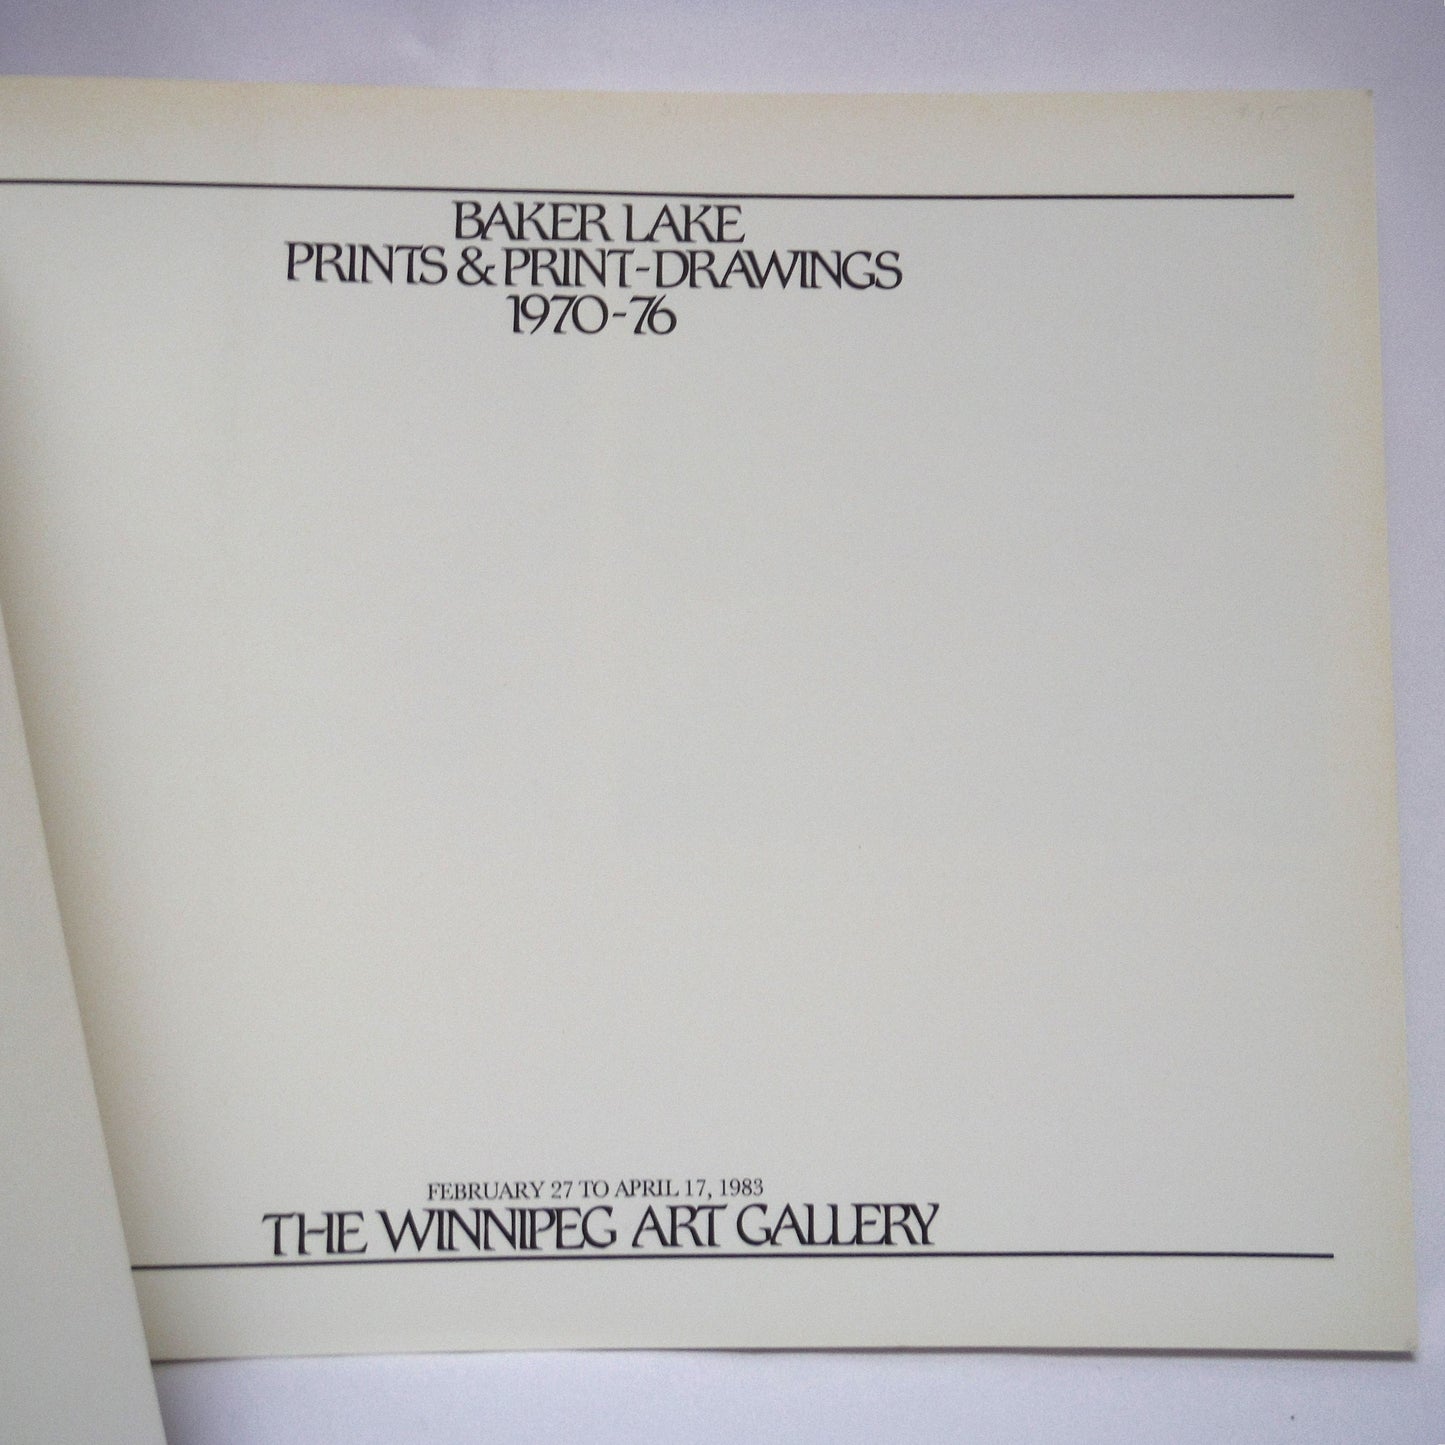 BAKER LAKE
PRINTS & PRINT-DRAWINGS
1970-76
FEBRUARY 27 TO APRIL 17, 1983
THE WINNIPEG ART GALLERY